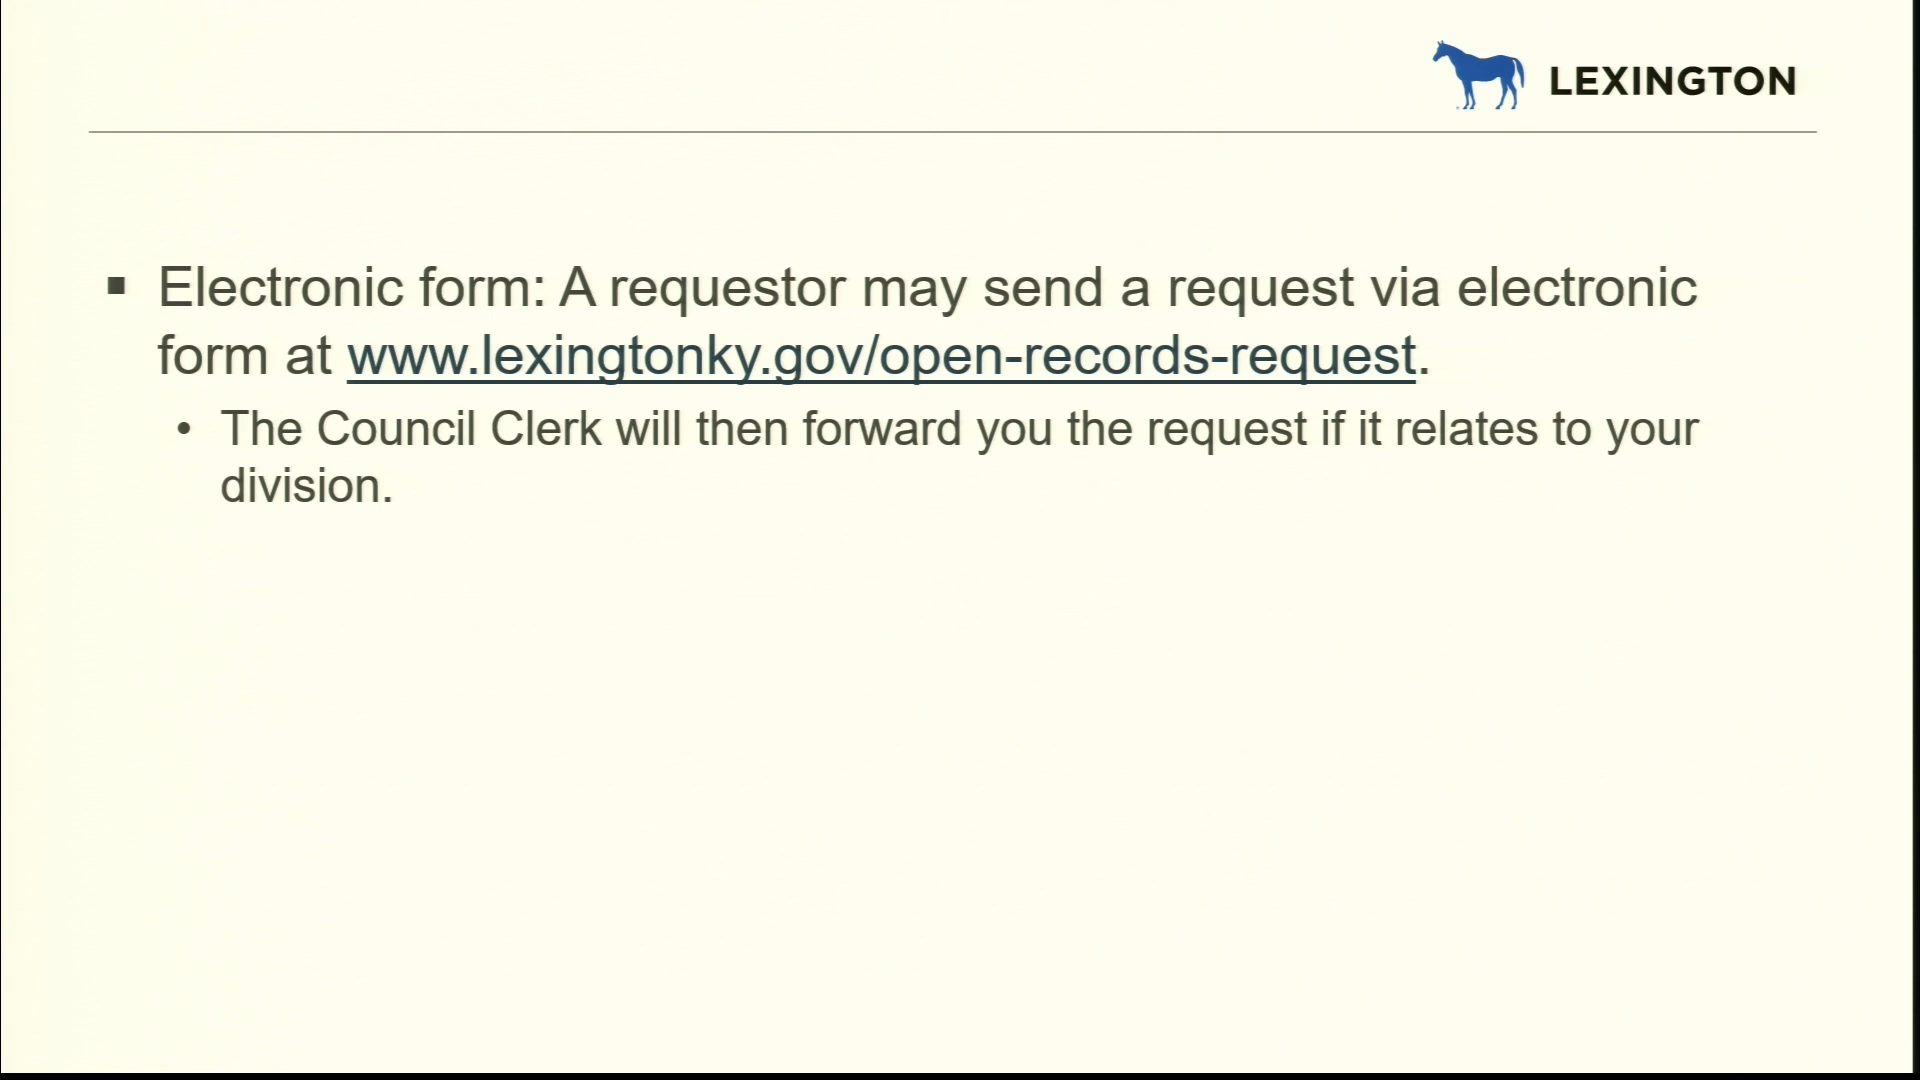 LEXINGTON
▪ Electronic form: A requestor may send a request via electronic
form at www.lexingtonky.gov/open-records-request.
• The Council Clerk will then forward you the request if it relates to your
division.